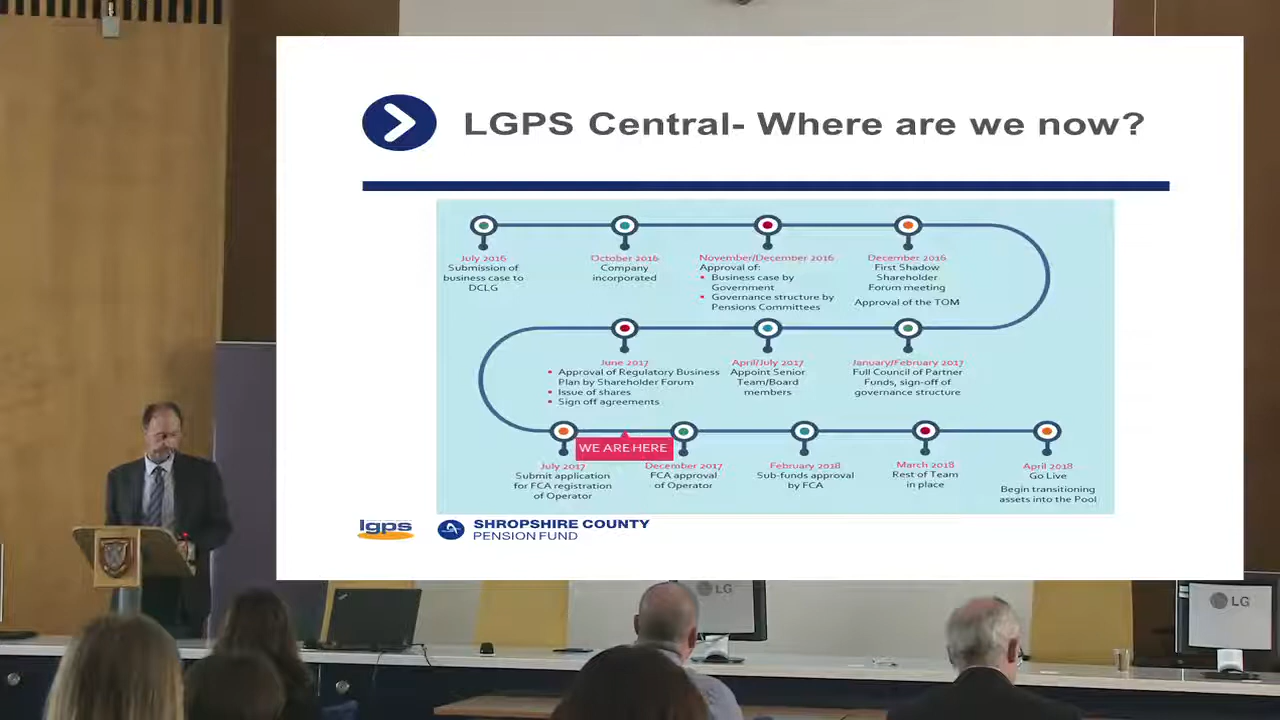 LGPS Central- Where are we now?
July 2016
Submission of
business case to
DCLG
October 2016
Company
incorporated
November/December 2016
Approval of:
Business case by
Government
Governance structure by
Pensions Committees
December 2016
First Shadow
Shareholder
Forum meeting
Approval of the TOM
June 2017
Approval of Regulatory Business
Plan by Shareholder Forum
Issue of shares
Sign off agreements
April/July 2017
Appoint Senior
Team/Board
members
January/February 2017
Full Council of Partner
Funds, sign-off of
governance structure
WE ARE HERE
July 2017
Submit application
for FCA registration
of Operator
December 2017
FCA approval
of Operator
February 2018
Sub-funds approval
by FCA
March 2018
Rest of Team
in place
April 2018
Go Live
Begin transitioning
assets into the Pool
lgps
SHROPSHIRE COUNTY
PENSION FUND
LG
LG